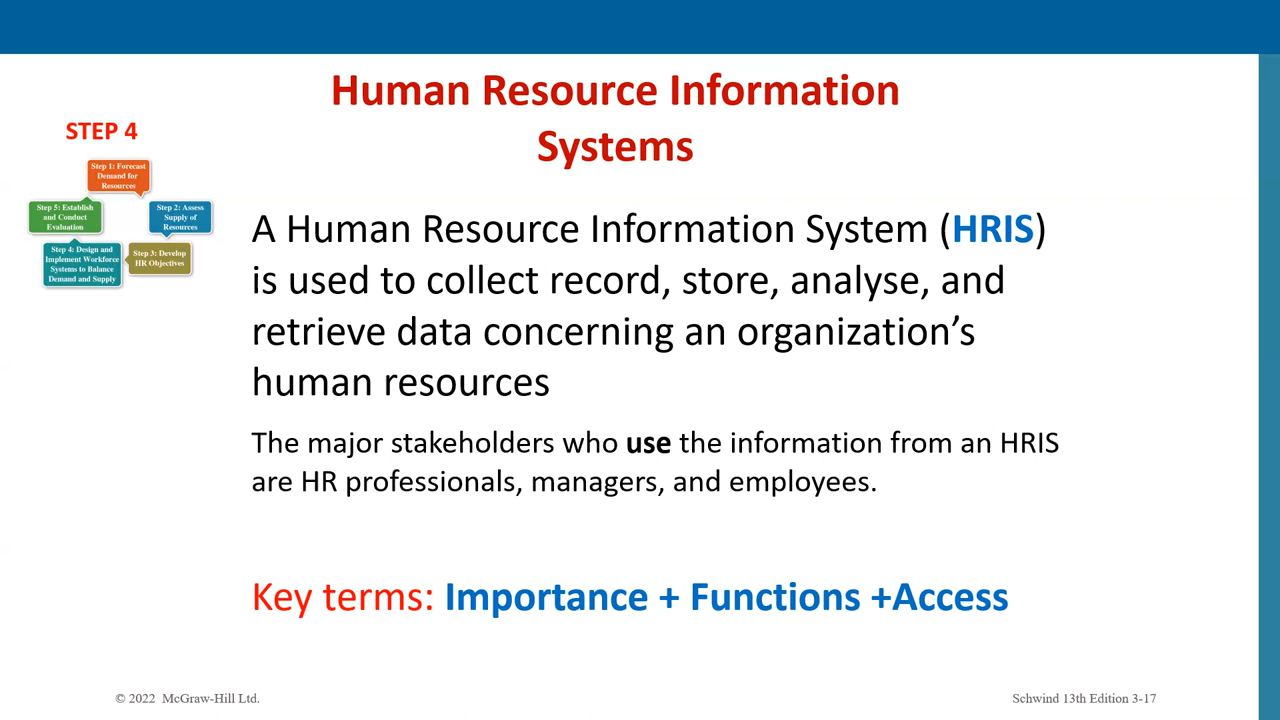 Human Resource Information
Systems
STEP 4
Step 1: Forecast
Demand for
Resources
Step 5: Establish
and Conduct
Evaluation
Step 2: Assess
Supply of
Resources
Step 4: Design and
Implement Workforce
Systems to Balance
Demand and Supply
Step 3: Develop
HR Objectives
A Human Resource Information System (HRIS)
is used to collect record, store, analyse, and
retrieve data concerning an organization’s
human resources
The major stakeholders who use the information from an HRIS
are HR professionals, managers, and employees.
Key terms: Importance + Functions +Access
© 2022 McGraw-Hill Ltd.
Schwind 13th Edition 3-17